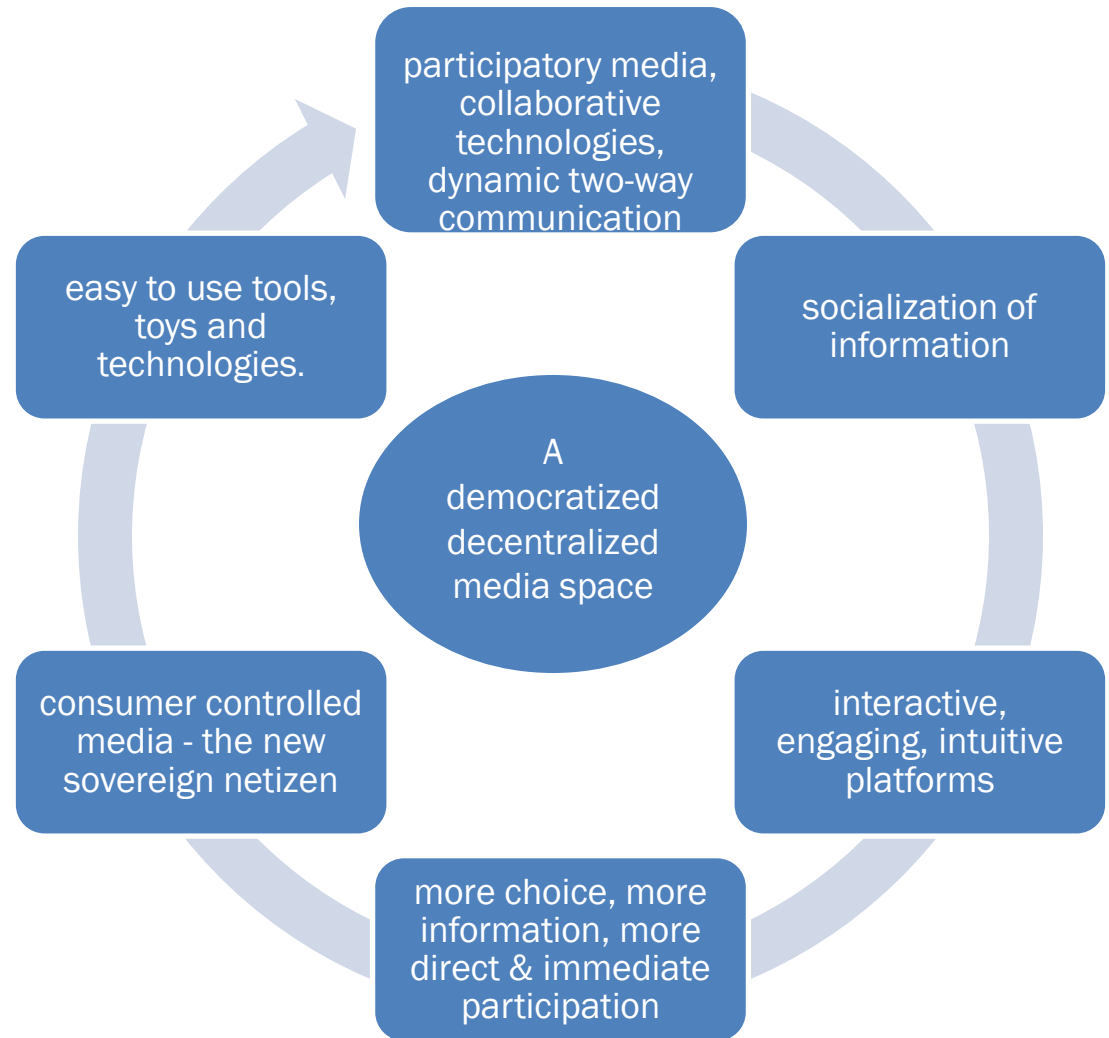 participatory media,
collaborative
technologies,
dynamic two-way
communication
socialization of
information
interactive,
engaging, intuitive
platforms
more choice, more
information, more
direct & immediate
participation
consumer controlled
media - the new
sovereign netizen
easy to use tools,
toys and
technologies.
A
democratized
decentralized
media space